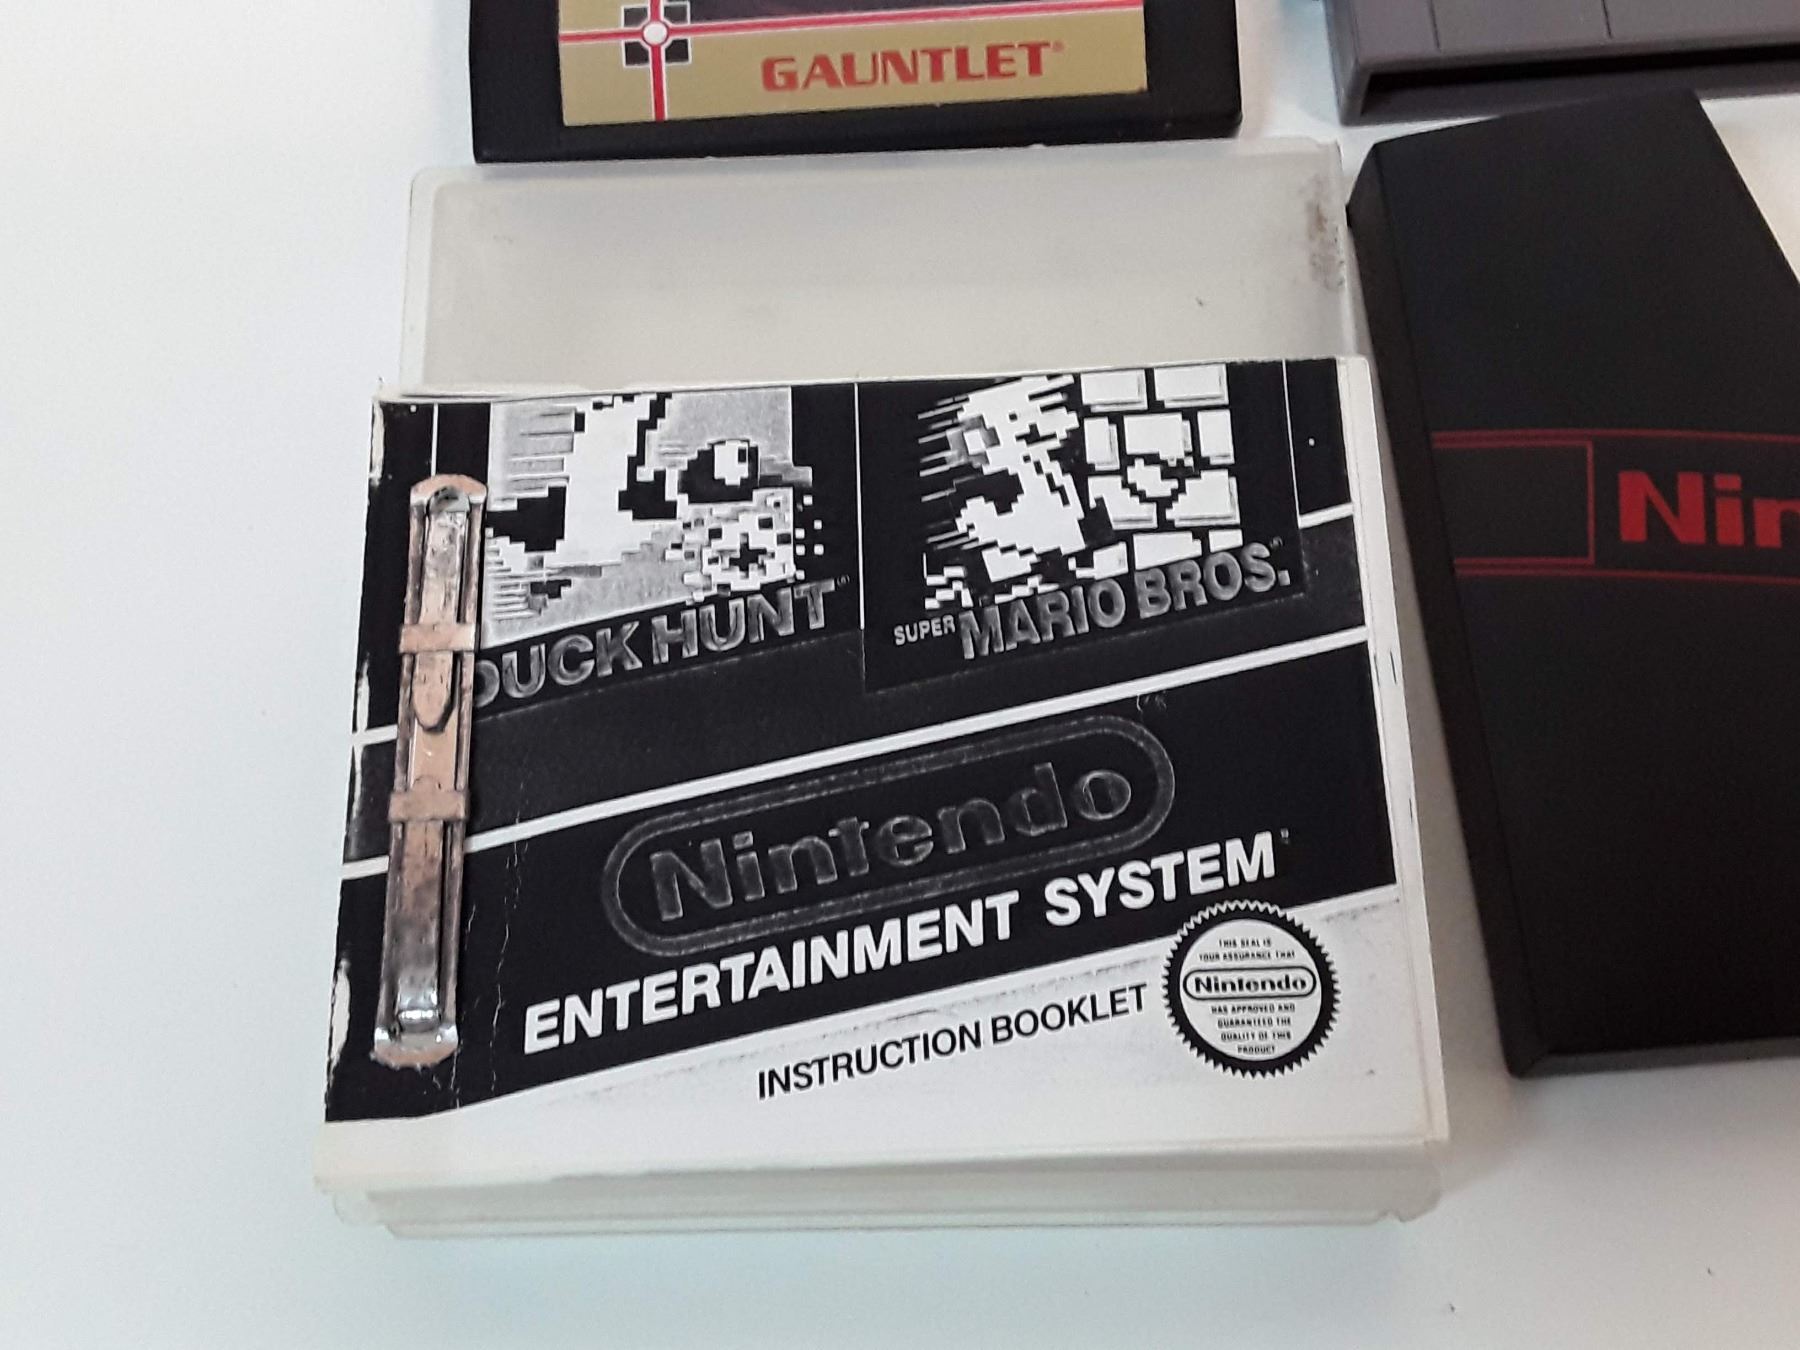 GAUNTLET®
DUCK HUNT
SUPER MARIO BROS.
Nin
Nintendo
ENTERTAINMENT SYSTEM™
INSTRUCTION BOOKLET
THIS SEAL IS
YOUR ASSURANCE THAT
Nintendo
HAS APPROVED AND
GUARANTEED THE
QUALITY OF THIS
PRODUCT